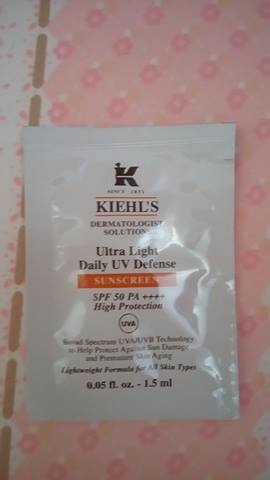 K
SINCE 1851
KIEHL'S
DERMATOLOGIST
SOLUTIONS
Ultra Light
Daily UV Defense
SUNSCREEN
SPF 50 PA ++++
High Protection
UVA
Broad Spectrum UVA/UVB Technology
to Help Protect Against Sun Damage
and Premature Skin Aging
Lightweight Formula for All Skin Types
0.05 fl. oz. - 1.5 ml